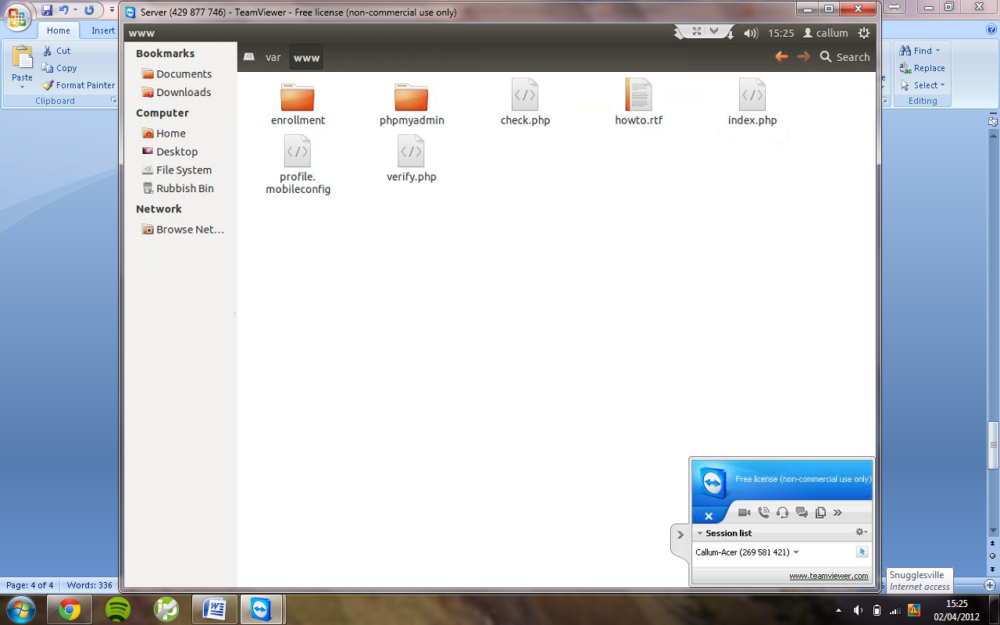 Server (429 877 746) - TeamViewer - Free license (non-commercial use only)
Home
Insert
Cut
Copy
Format Painter
Paste
Clipboard
Find
Replace
Select
Editing
www
15:25
callum
var
www
Search
Bookmarks
Documents
Downloads
Computer
Home
Desktop
File System
Rubbish Bin
Network
Browse Net...
enrollment
phpmyadmin
check.php
howto.rtf
index.php
profile.
mobileconfig
verify.php
Free license (non-commercial use only)
Session list
Callum-Acer (269 581 421)
www.teamviewer.com
Page: 4 of 4
Words: 336
Snugglesville
Internet access
15:25
02/04/2012